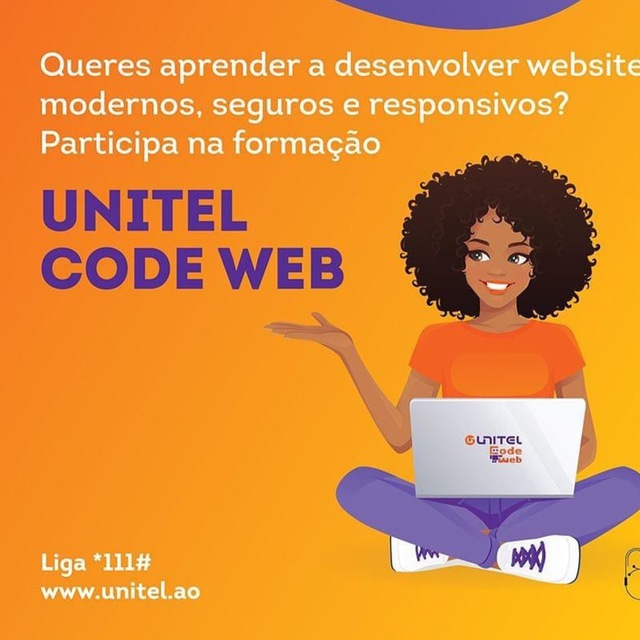 Queres aprender a desenvolver website
modernos, seguros e responsivos?
Participa na formação
UNITEL
CODE WEB
UNITEL
Code
web
Liga *111#
www.unitel.ao